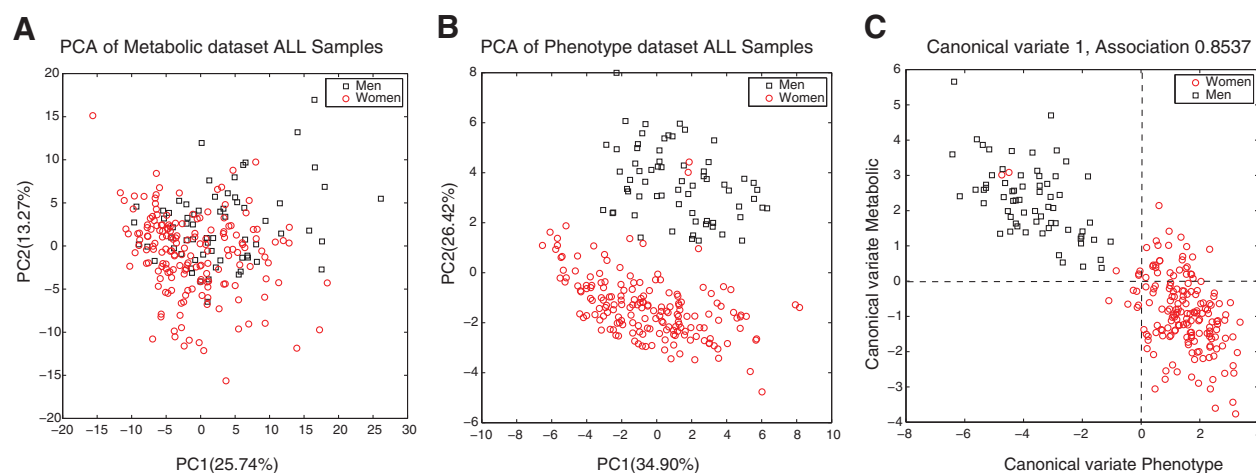 A
PCA of Metabolic dataset ALL Samples
Men
Women
20
15
10
5
0
−5
−10
−15
−20
−20 −15 −10 −5 0 5 10 15 20 25 30
PC2(13.27%)
PC1(25.74%)
B
PCA of Phenotype dataset ALL Samples
Men
Women
8
6
4
2
0
−2
−4
−6
−10 −8 −6 −4 −2 0 2 4 6 8 10
PC2(26.42%)
PC1(34.90%)
C
Canonical variate 1, Association 0.8537
Women
Men
6
5
4
3
2
1
0
−1
−2
−3
−4
−8 −6 −4 −2 0 2
Canonical variate Metabolic
Canonical variate Phenotype